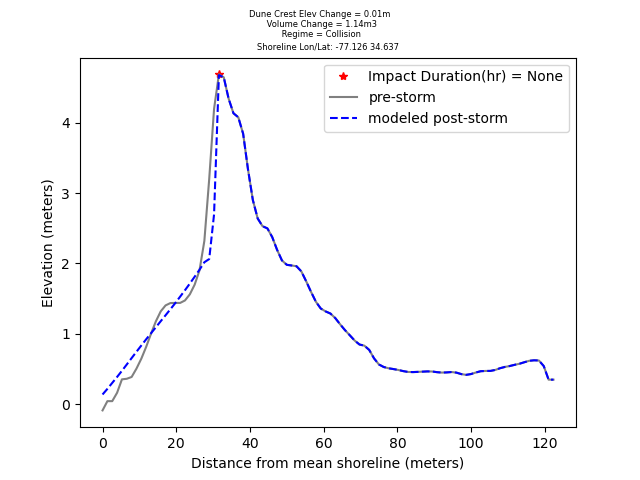 Dune Crest Elev Change = 0.01m
Volume Change = 1.14m3
Regime = Collision
Shoreline Lon/Lat: -77.126 34.637
Impact Duration(hr) = None
pre-storm
modeled post-storm
Elevation (meters)
4
3
2
1
0
0 20 40 60 80 100 120
Distance from mean shoreline (meters)